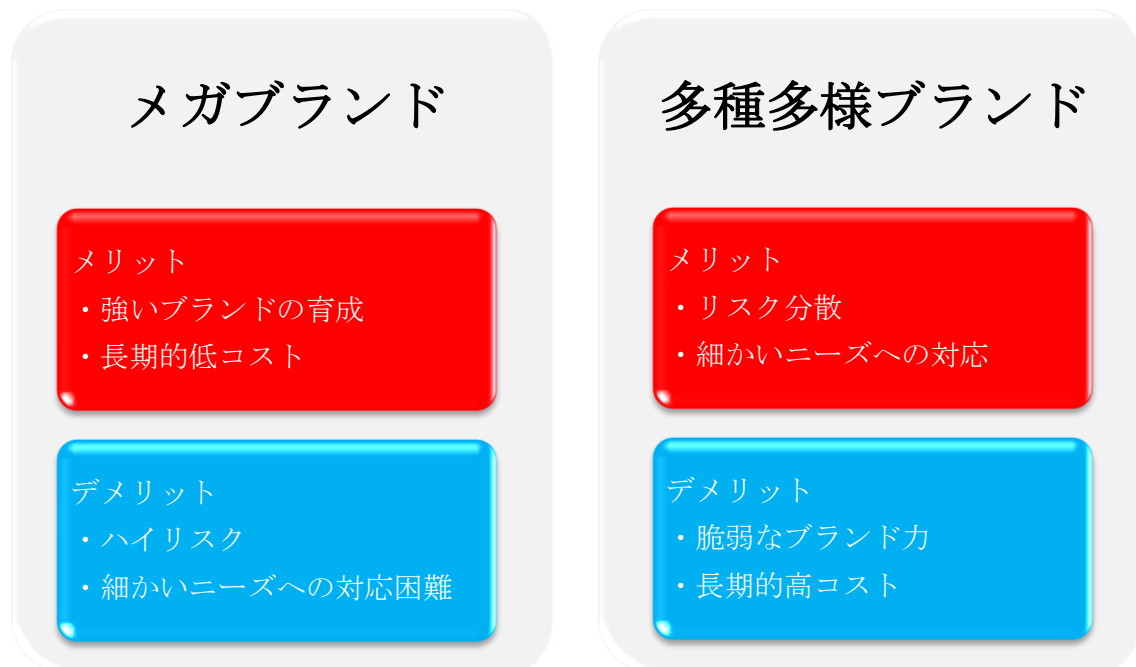 メガブランド
メリット
・強いブランドの育成
・長期的低コスト
デメリット
・ハイリスク
・細かいニーズへの対応困難
多種多様ブランド
メリット
・リスク分散
・細かいニーズへの対応
デメリット
・脆弱なブランド力
・長期的高コスト